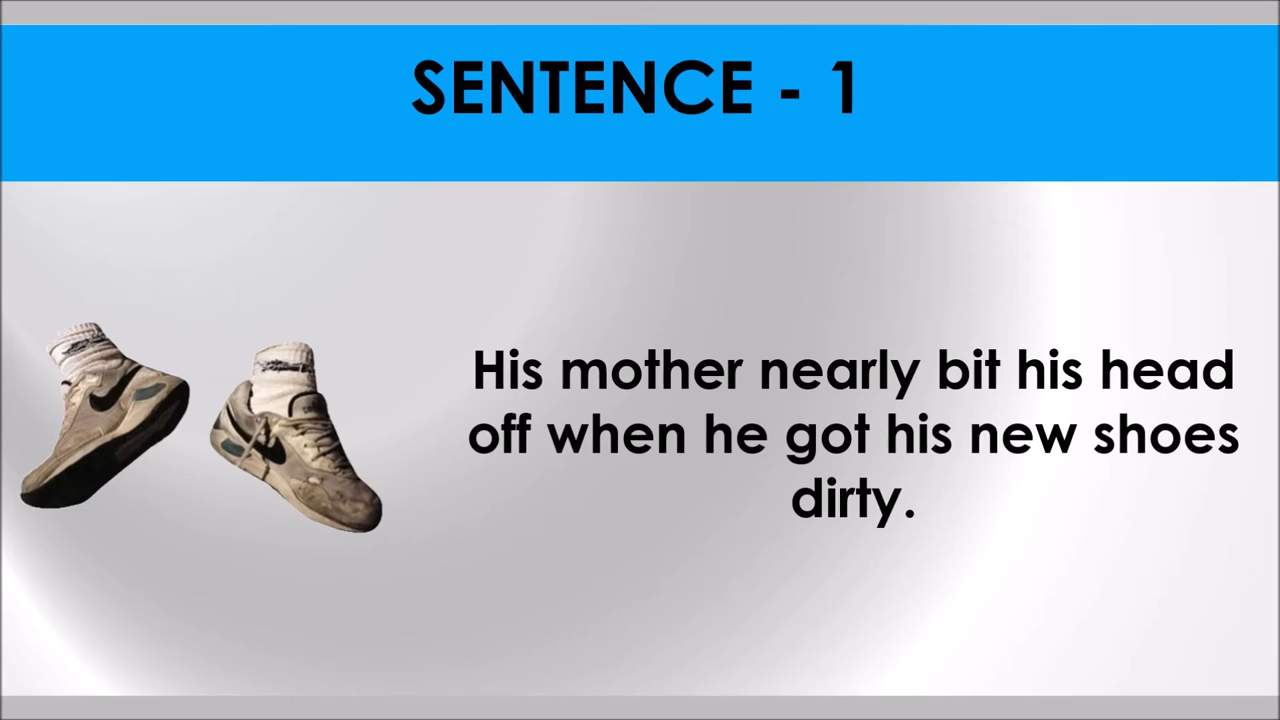 SENTENCE - 1
His mother nearly bit his head
off when he got his new shoes
dirty.